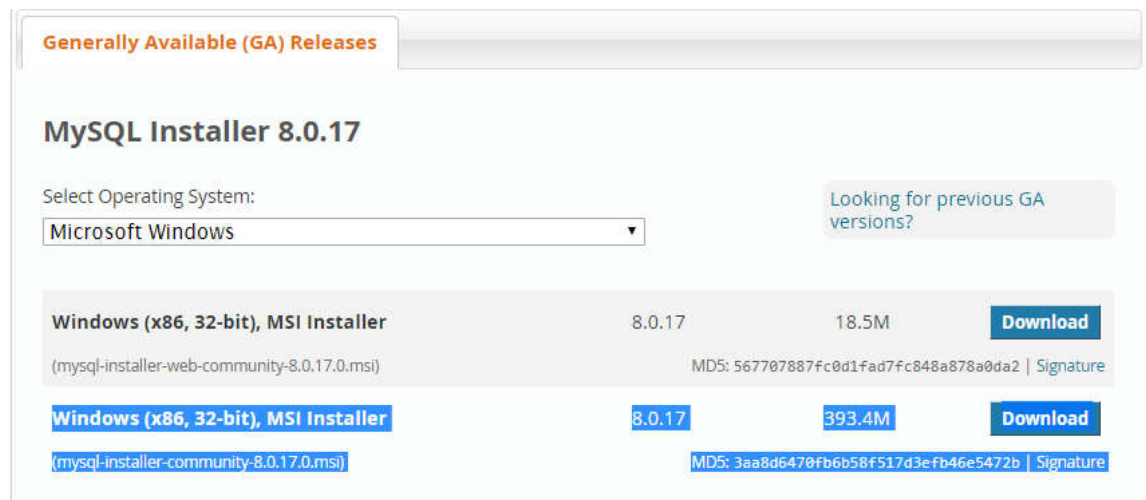 Generally Available (GA) Releases
MySQL Installer 8.0.17
Select Operating System:
Looking for previous GA
versions?
Microsoft Windows
Windows (x86, 32-bit), MSI Installer 8.0.17 18.5M Download
(mysql-installer-web-community-8.0.17.0.msi) MD5: 567707887fc0d1fad7fc848a878a0da2 | Signature
Windows (x86, 32-bit), MSI Installer 8.0.17 393.4M Download
(mysql-installer-community-8.0.17.0.msi) MD5: 3aa8d6470fb6b58f517d3efb46e5472b | Signature